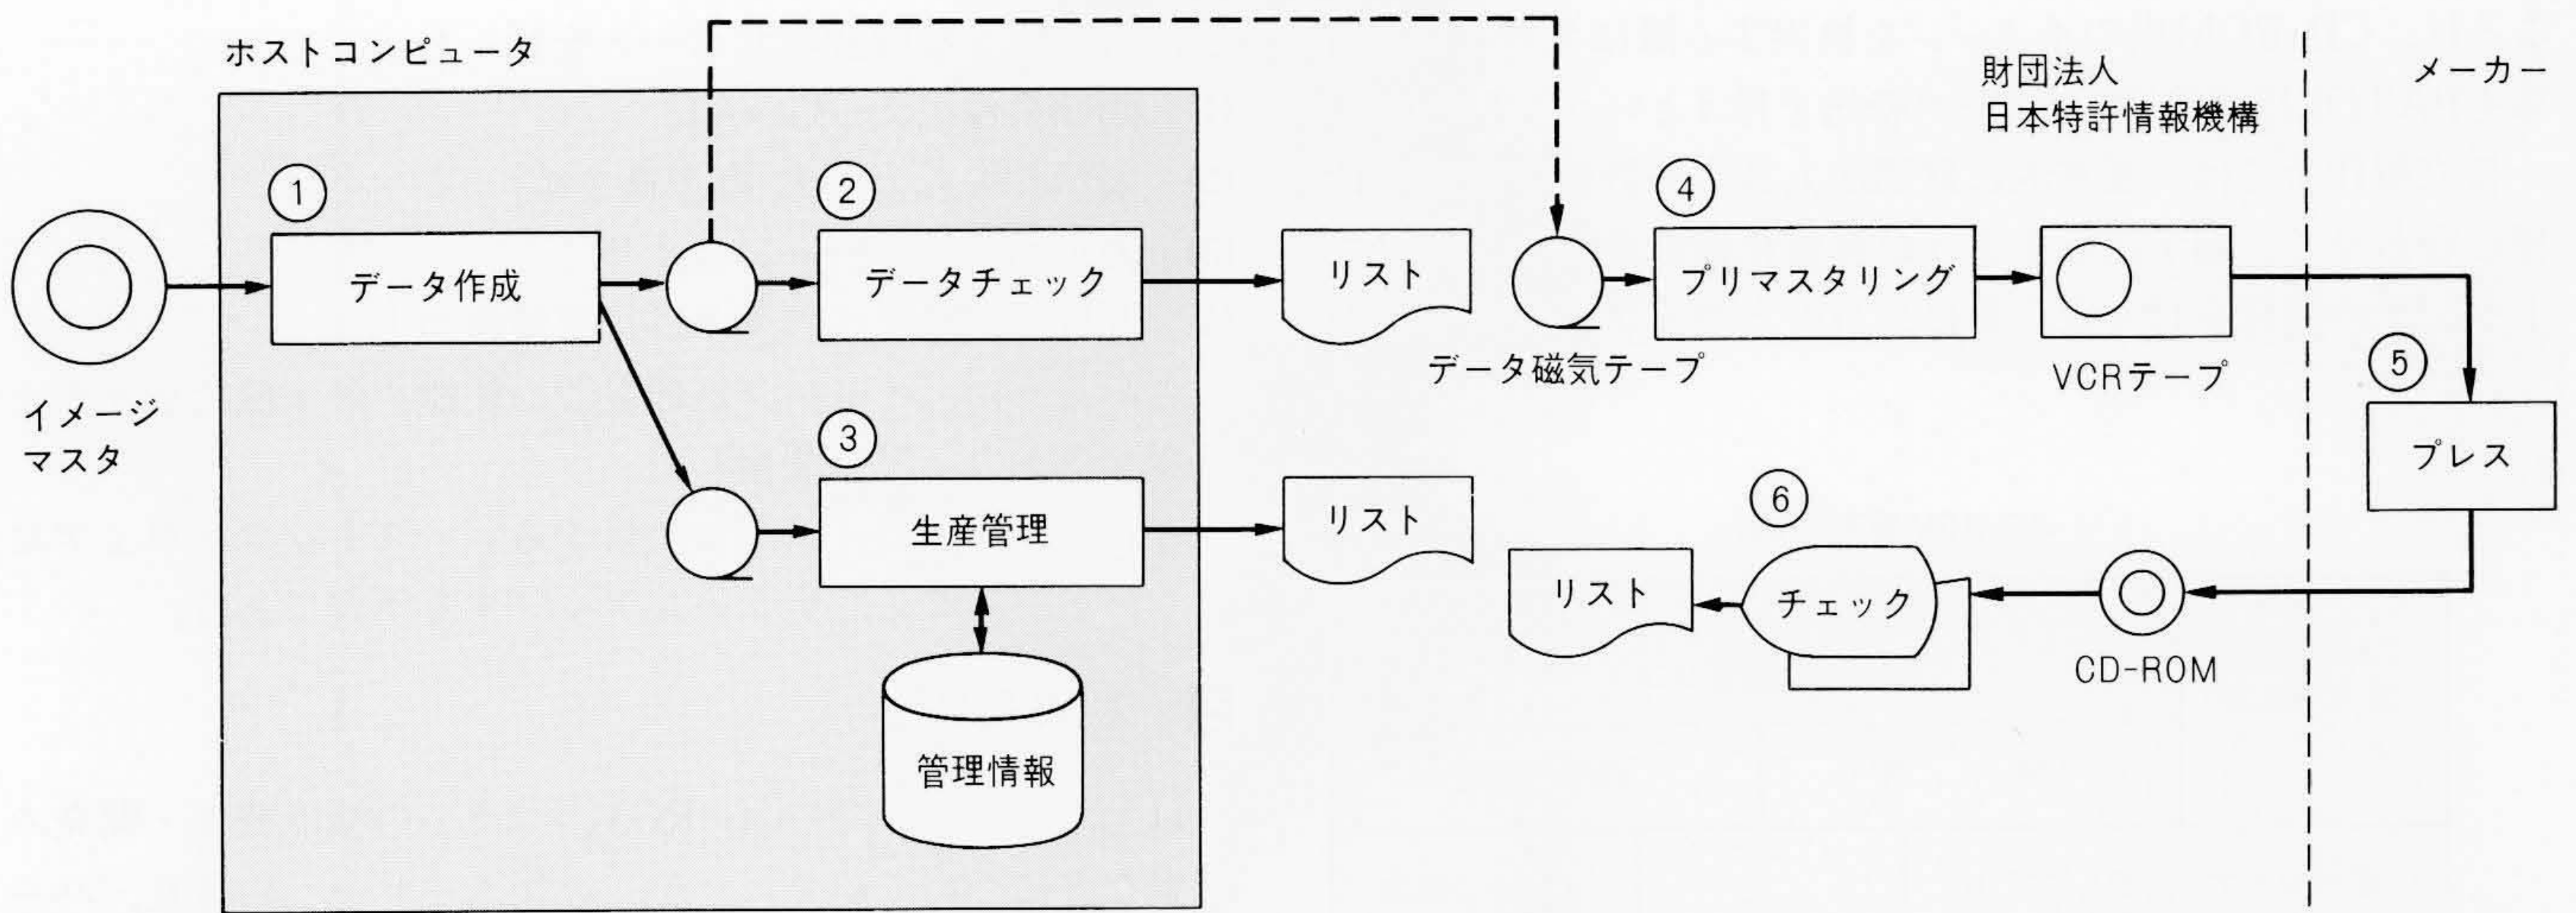 ホストコンピュータ
財団法人
日本特許情報機構
メーカー
①
データ作成
②
データチェック
リスト
④
プリマスタリング
データ磁気テープ
VCRテープ
イメージ
マスタ
③
生産管理
リスト
管理情報
⑤
プレス
⑥
チェック
リスト
CD-ROM